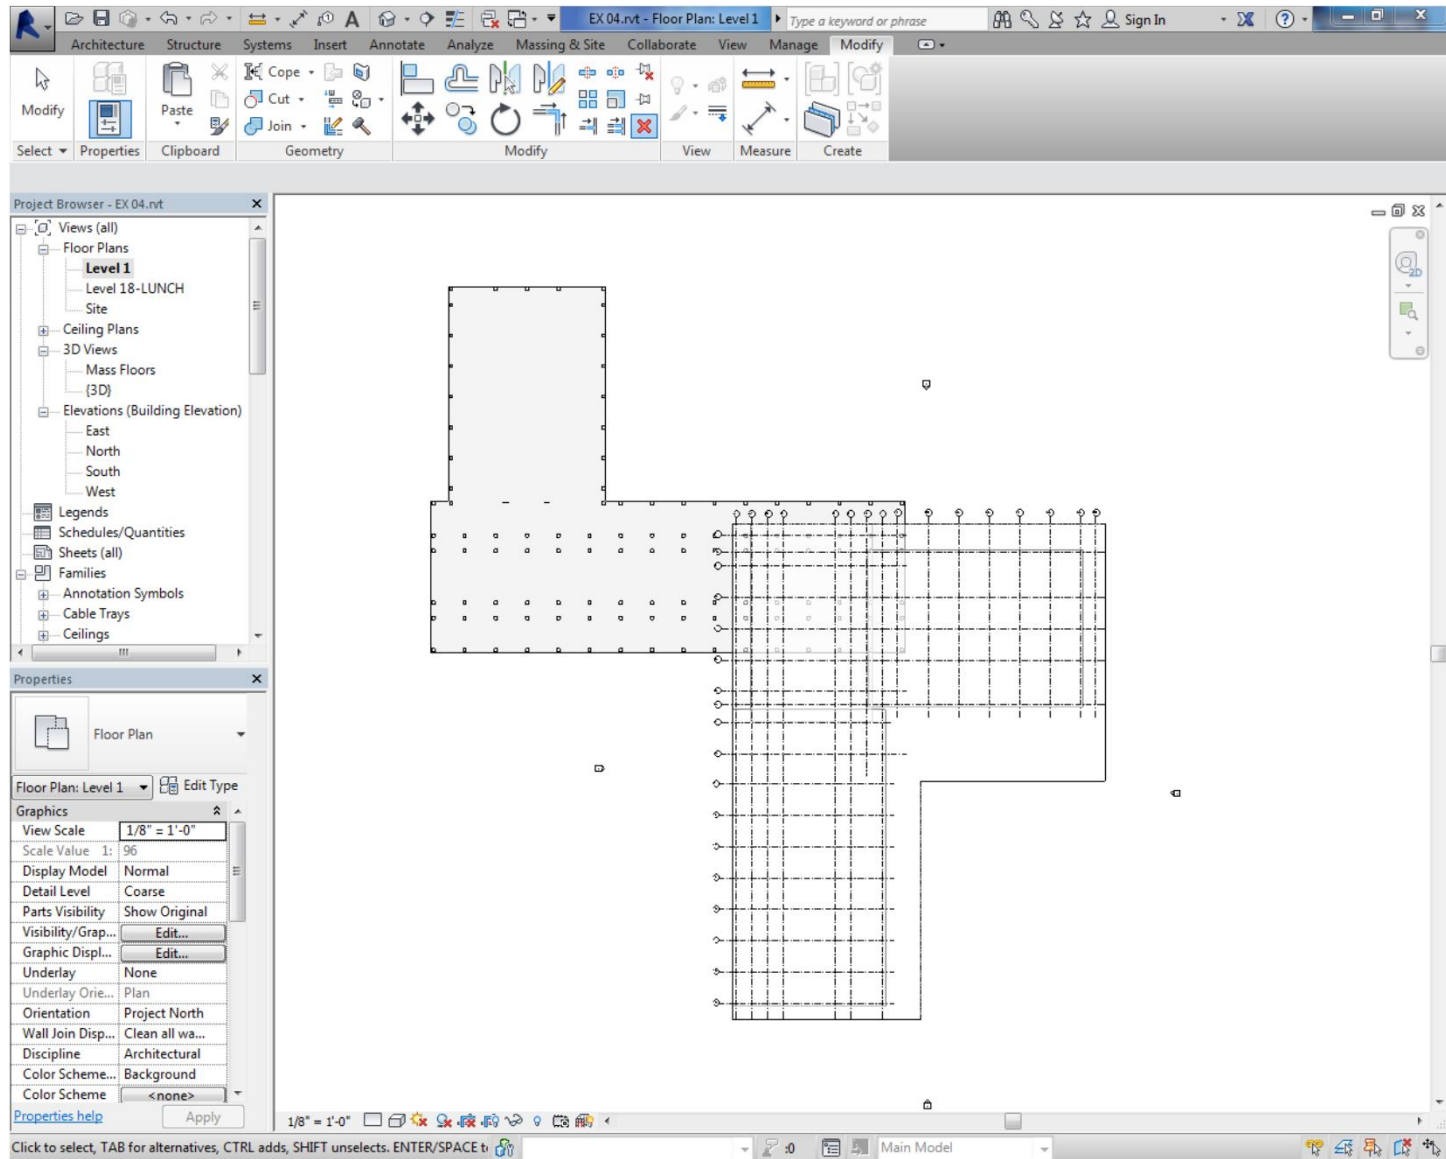 EX 04.rvt - Floor Plan: Level 1 Type a keyword or phrase Sign In
Architecture Structure Systems Insert Annotate Analyze Massing & Site Collaborate View Manage Modify
Modify Paste Cope
Cut
Join
Select Properties Clipboard Geometry Modify View Measure Create
Project Browser - EX 04.rvt
Views (all)
Floor Plans
Level 1
Level 18-LUNCH
Site
Ceiling Plans
3D Views
Mass Floors
{3D}
Elevations (Building Elevation)
East
North
South
West
Legends
Schedules/Quantities
Sheets (all)
Families
Annotation Symbols
Cable Trays
Ceilings
2D
Properties
Floor Plan
Floor Plan: Level 1 Edit Type
Graphics
View Scale 1/8" = 1'-0"
Scale Value 1: 96
Display Model Normal
Detail Level Coarse
Parts Visibility Show Original
Visibility/Grap... Edit...
Graphic Displ... Edit...
Underlay None
Underlay Orie... Plan
Orientation Project North
Wall Join Disp... Clean all wa...
Discipline Architectural
Color Scheme... Background
Color Scheme <none>
Properties help Apply
1/8" = 1'-0"
Click to select, TAB for alternatives, CTRL adds, SHIFT unselects. ENTER/SPACE t :0 Main Model